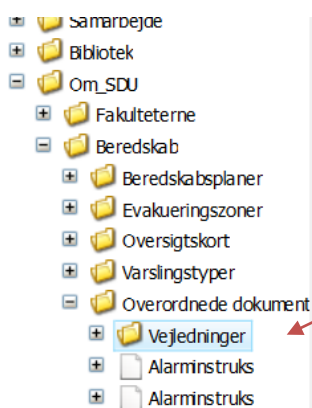 Samarbejde
Bibliotek
Om_SDU
Fakulteterne
Beredskab
Beredskabsplaner
Evakueringszoner
Oversigtskort
Varslingstyper
Overordnede dokument
Vejledninger
Alarminstruks
Alarminstruks